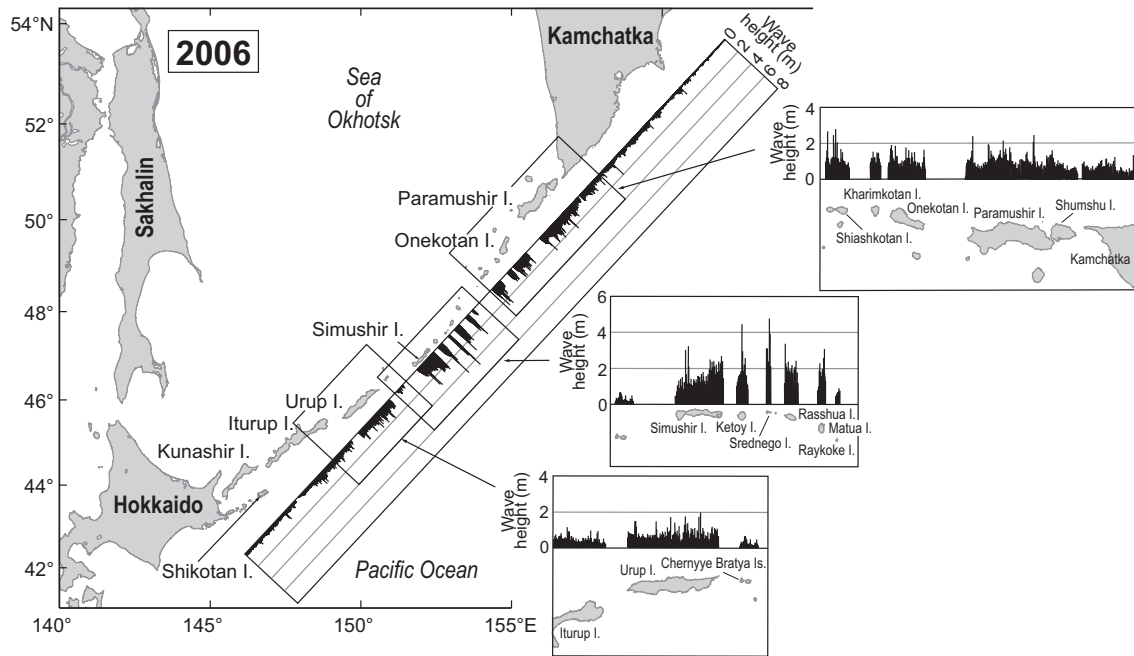 54°N
52°
50°
48°
46°
44°
42°
140°
145°
150°
155°E
2006
Sea
of
Okhotsk
Kamchatka
Sakhalin
Hokkaido
Paramushir I.
Onekotan I.
Simushir I.
Urup I.
Iturup I.
Kunashir I.
Shikotan I.
Pacific Ocean
Wave
height (m)
0
2
4
6
8
Wave
height (m)
4
2
0
Kharimkotan I.
Onekotan I.
Shiashkotan I.
Paramushir I.
Shumshu I.
Kamchatka
Wave
height (m)
6
4
2
0
Simushir I.
Ketoy I.
Srednego I.
Rasshua I.
Matua I.
Raykoke I.
Wave
height (m)
4
2
0
Urup I.
Chernyye Bratya Is.
Iturup I.